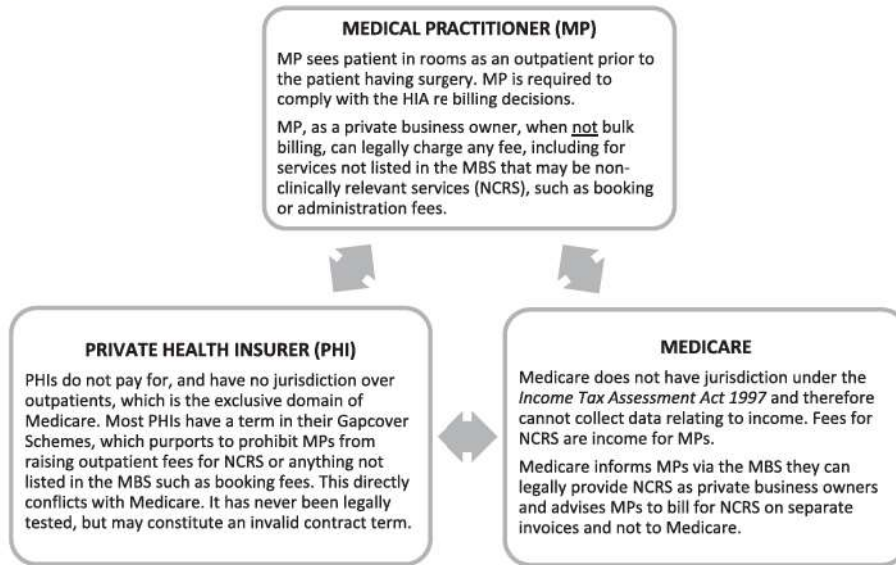 MEDICAL PRACTITIONER (MP)
MP sees patient in rooms as an outpatient prior to
the patient having surgery. MP is required to
comply with the HIA re billing decisions.
MP, as a private business owner, when not bulk
billing, can legally charge any fee, including for
services not listed in the MBS that may be non-
clinically relevant services (NCRS), such as booking
or administration fees.
PRIVATE HEALTH INSURER (PHI)
PHIs do not pay for, and have no jurisdiction over
outpatients, which is the exclusive domain of
Medicare. Most PHIs have a term in their Gapcover
Schemes, which purports to prohibit MPs from
raising outpatient fees for NCRS or anything not
listed in the MBS such as booking fees. This directly
conflicts with Medicare. It has never been legally
tested, but may constitute an invalid contract term.
MEDICARE
Medicare does not have jurisdiction under the
Income Tax Assessment Act 1997 and therefore
cannot collect data relating to income. Fees for
NCRS are income for MPs.
Medicare informs MPs via the MBS they can
legally provide NCRS as private business owners
and advises MPs to bill for NCRS on separate
invoices and not to Medicare.